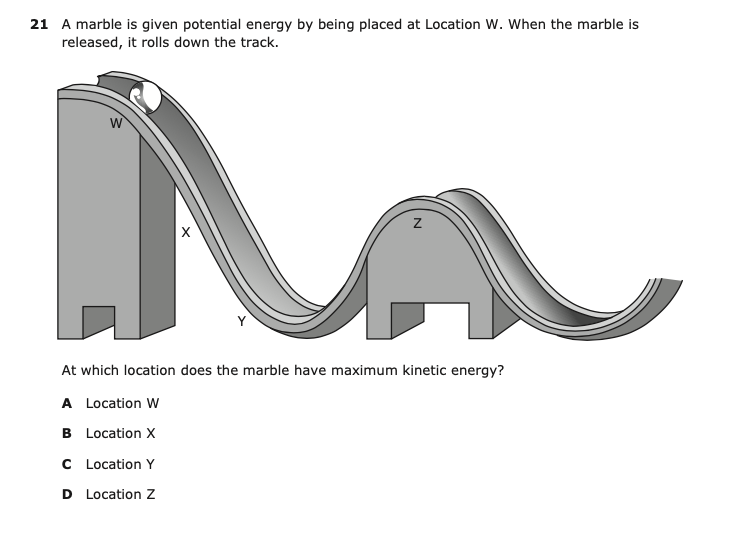 21 A marble is given potential energy by being placed at Location W. When the marble is
released, it rolls down the track.
W
X
Z
Y
At which location does the marble have maximum kinetic energy?
A Location W
B Location X
C Location Y
D Location Z